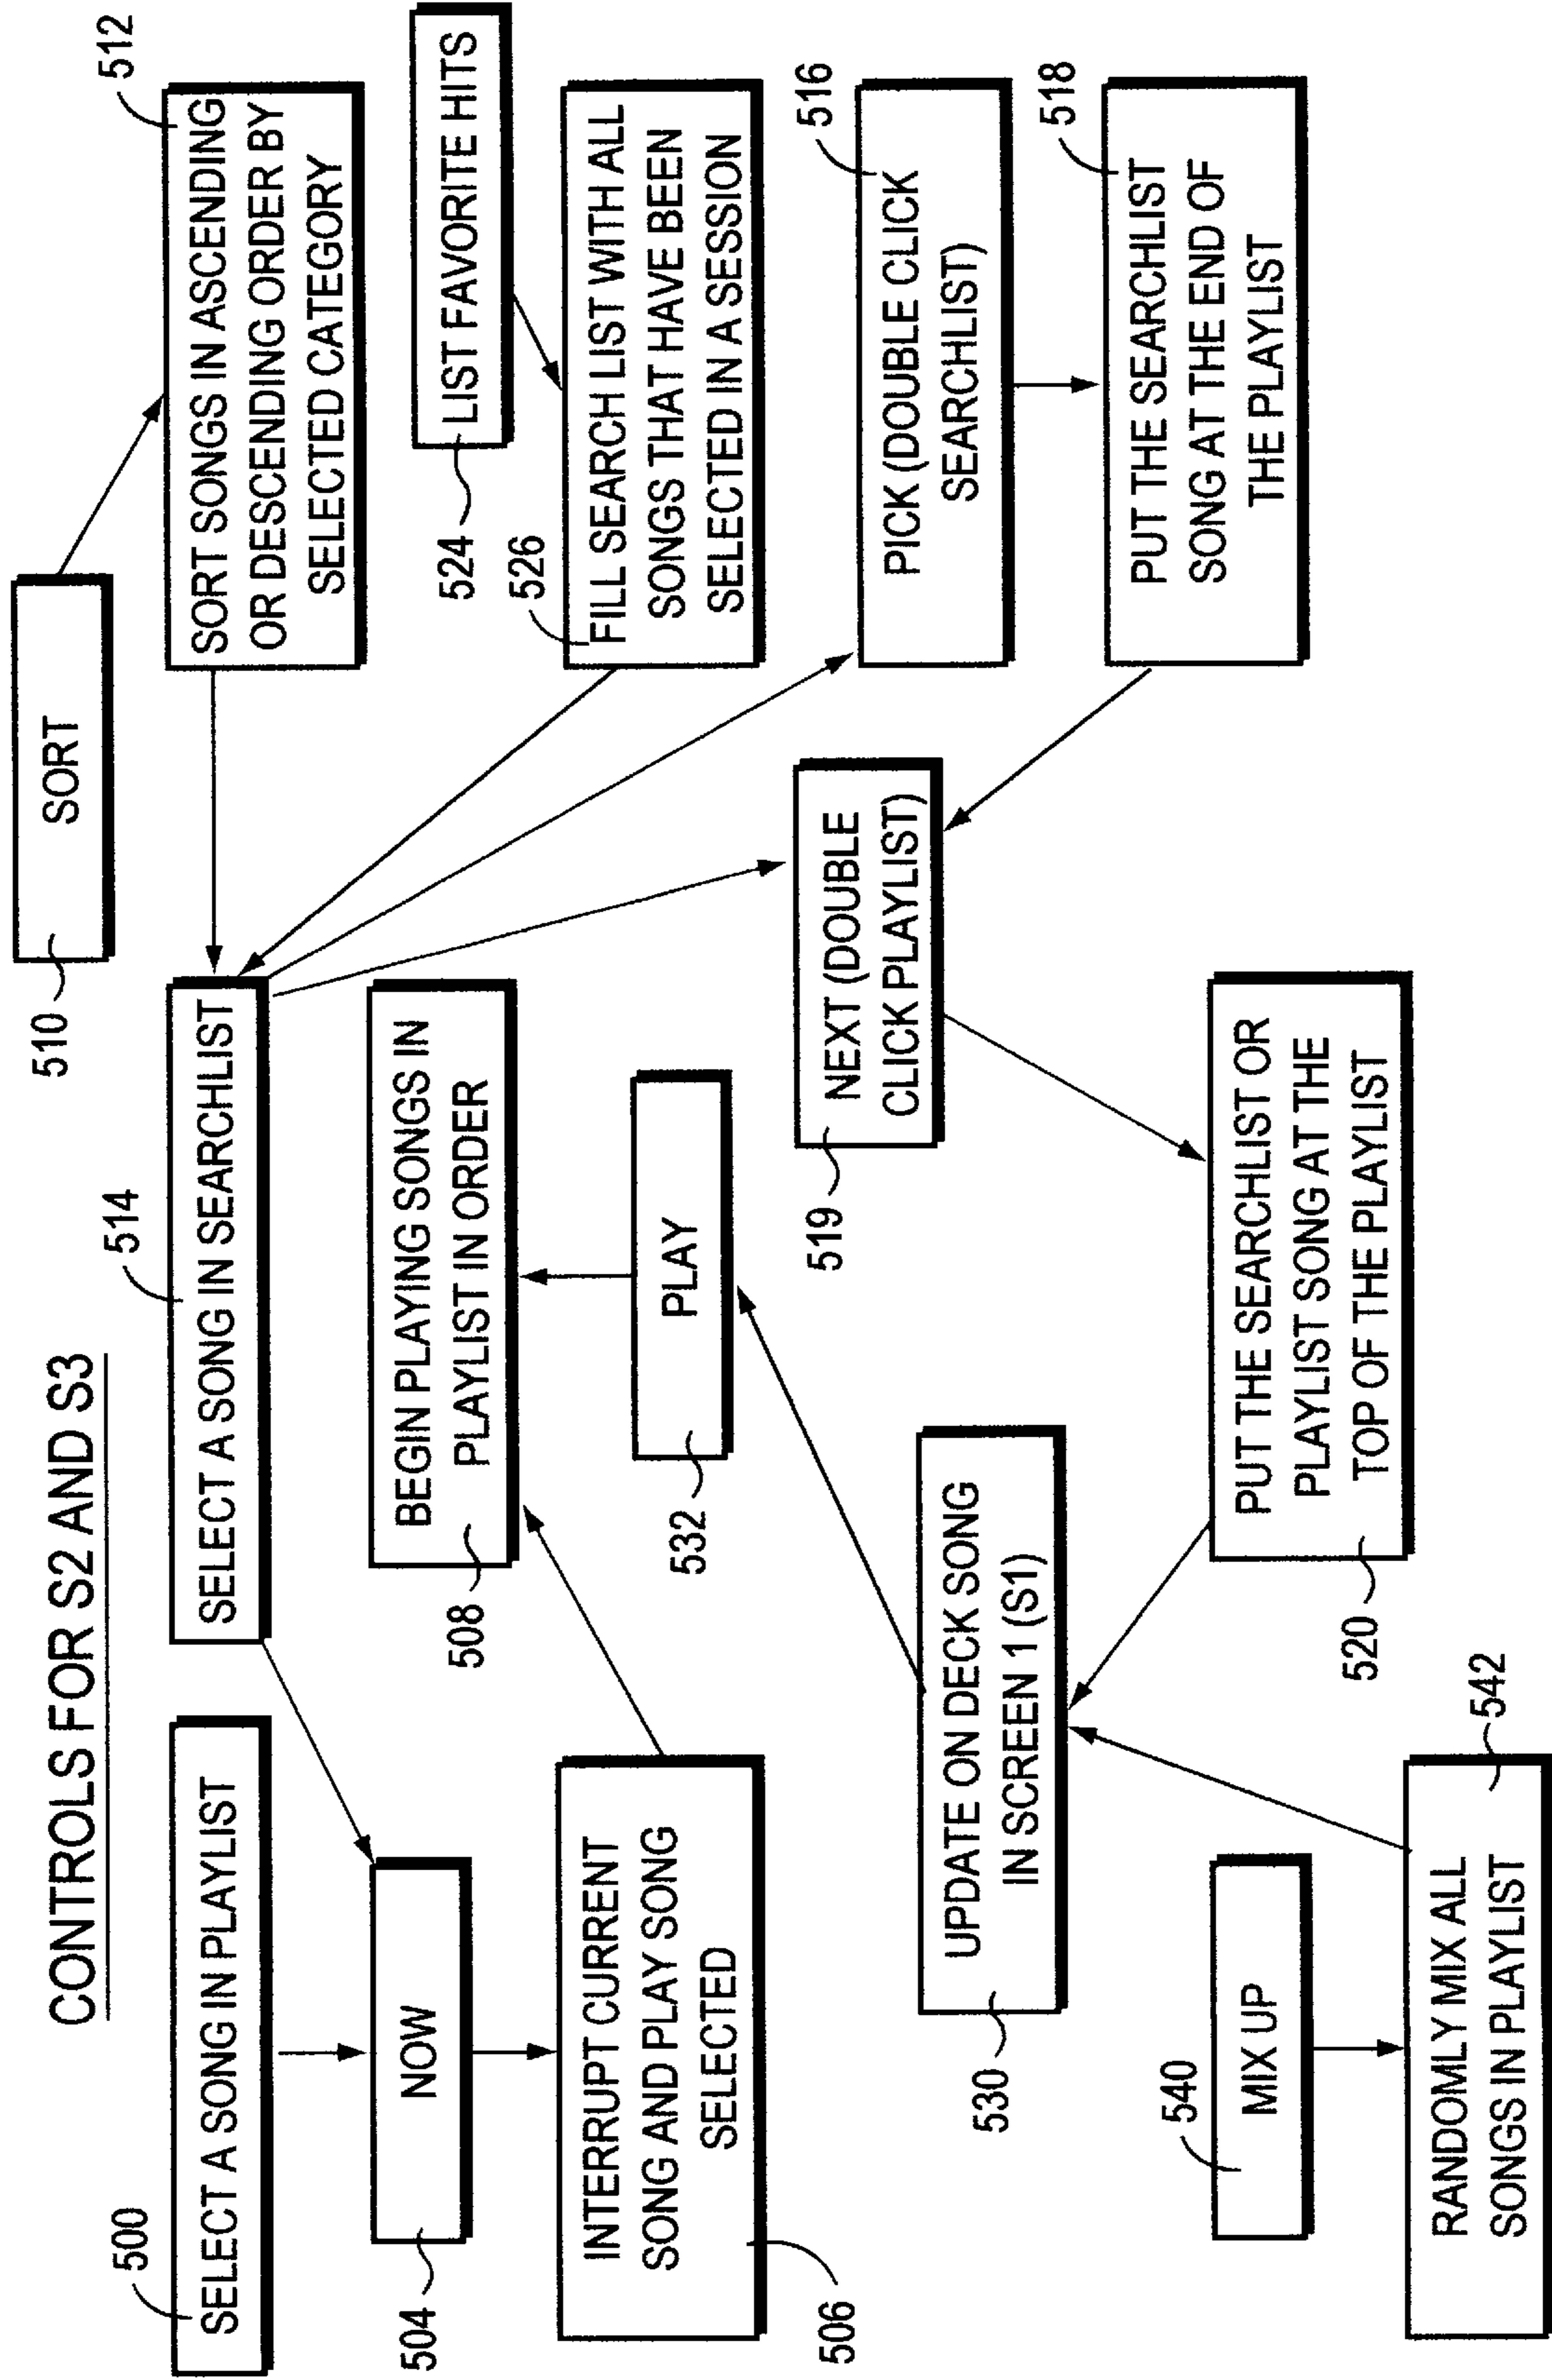 CONTROLS FOR S2 AND S3
500
SELECT A SONG IN PLAYLIST
504
NOW
506
INTERRUPT CURRENT
SONG AND PLAY SONG
SELECTED
514
SELECT A SONG IN SEARCHLIST
508
BEGIN PLAYING SONGS IN
PLAYLIST IN ORDER
532
PLAY
530
UPDATE ON DECK SONG
IN SCREEN 1 (S1)
540
MIX UP
542
RANDOMLY MIX ALL
SONGS IN PLAYLIST
510
SORT
512
SORT SONGS IN ASCENDING
OR DESCENDING ORDER BY
SELECTED CATEGORY
524
LIST FAVORITE HITS
526
FILL SEARCH LIST WITH ALL
SONGS THAT HAVE BEEN
SELECTED IN A SESSION
516
PICK (DOUBLE CLICK
SEARCHLIST)
518
PUT THE SEARCHLIST
SONG AT THE END OF
THE PLAYLIST
519
NEXT (DOUBLE
CLICK PLAYLIST)
520
PUT THE SEARCHLIST OR
PLAYLIST SONG AT THE
TOP OF THE PLAYLIST